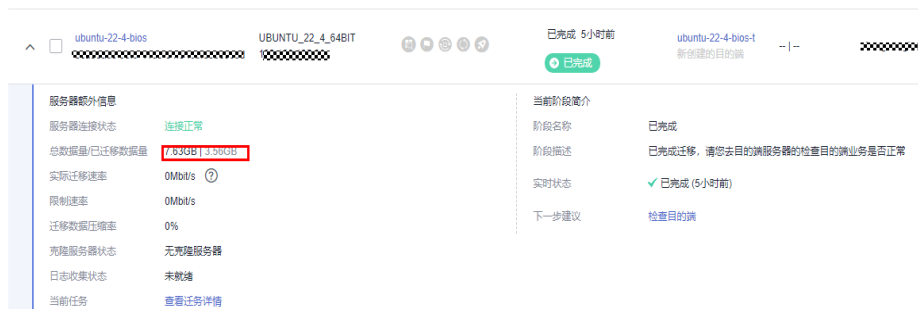 ubuntu-22-4-bios
UBUNTU_22_4_64BIT
已完成 5小时前
已完成
ubuntu-22-4-bios-t
新创建的目的端
-- | --
服务器额外信息
服务器连接状态 连接正常
总数据量/已迁移数据量 7.63GB | 3.56GB
实际迁移速率 0Mbit/s ?
限制速率 0Mbit/s
迁移数据压缩率 0%
克隆服务器状态 无克隆服务器
日志收集状态 未就绪
当前任务 查看迁务详情
当前阶段简介
阶段名称 已完成
阶段描述 已完成迁移，请您去目的端服务器的检查目的端业务是否正常
实时状态 已完成 (5小时前)
下一步建议 检查目的端